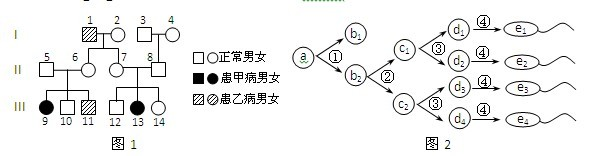 I
1 2 3 4
II
5 6 7 8
III
9 10 11 12 13 14
正常男女
患甲病男女
患乙病男女
图 1
a
b₁
b₂
①
②
c₁
c₂
③
③
d₁
d₂
d₃
d₄
④
④
④
④
e₁
e₂
e₃
e₄
图 2